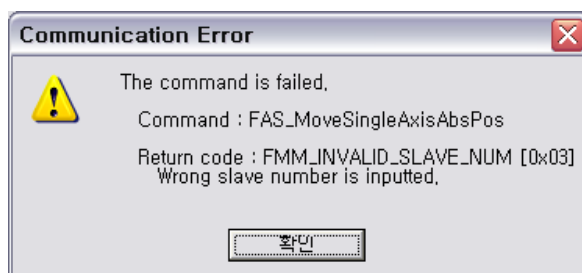 Communication Error
The command is failed,
Command : FAS_MoveSingleAxisAbsPos
Return code : FMM_INVALID_SLAVE_NUM [0x03]
Wrong slave number is inputted,
확인